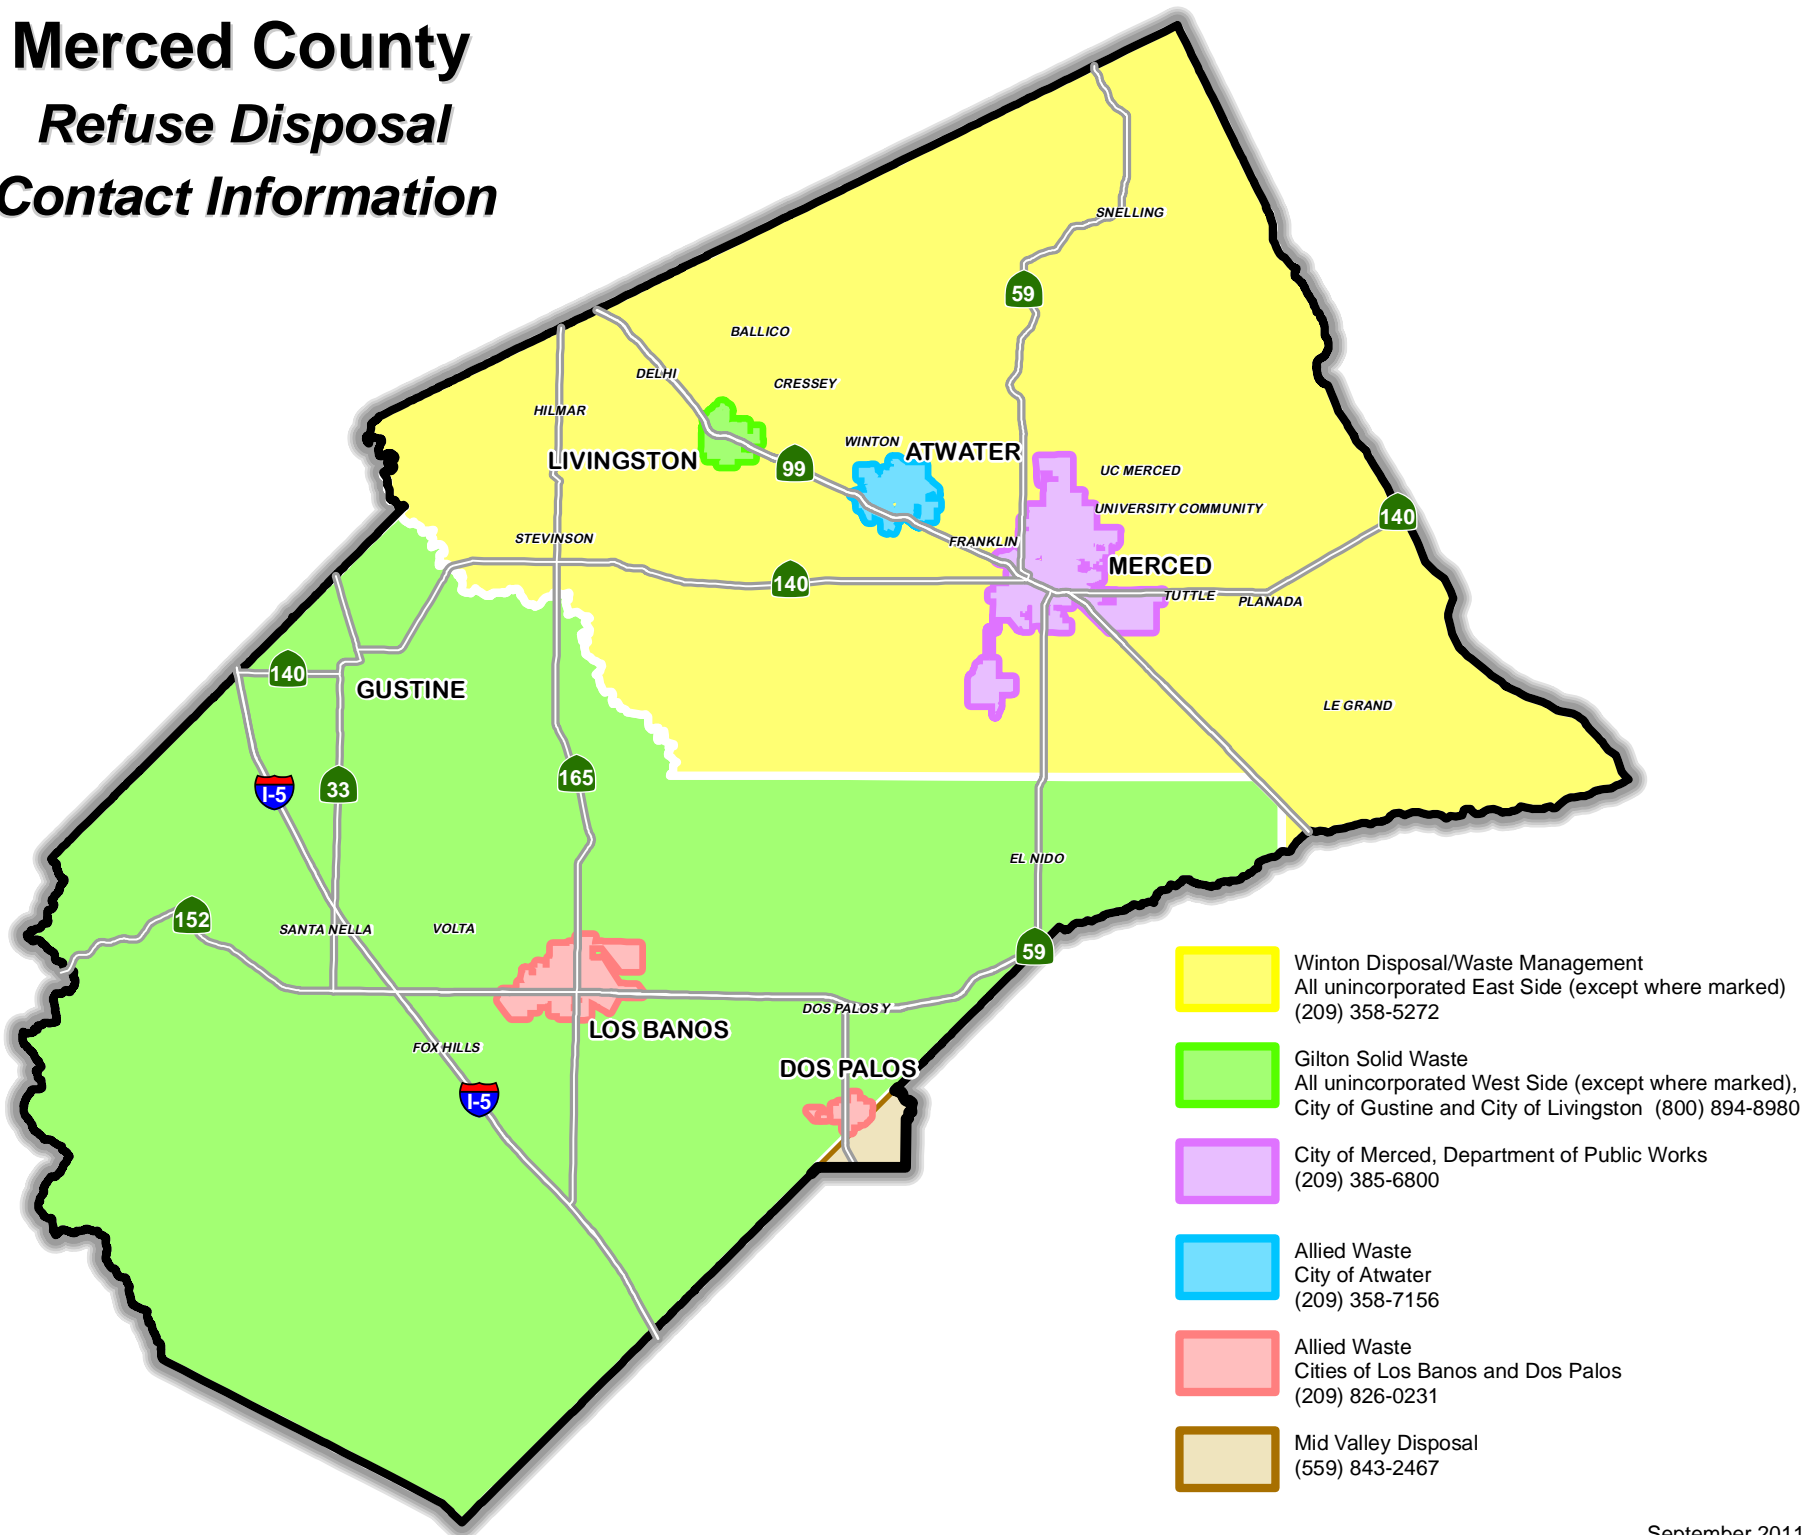 Merced County
Refuse Disposal
Contact Information
SNELLING
59
BALLICO
DELHI
CRESSEY
HILMAR
WINTON
ATWATER
LIVINGSTON
99
UC MERCED
UNIVERSITY COMMUNITY
140
STEVINSON
FRANKLIN
MERCED
140
TUTTLE
PLANADA
140
GUSTINE
LE GRAND
165
I-5
33
EL NIDO
152
SANTA NELLA
VOLTA
59
DOS PALOS Y
LOS BANOS
FOX HILLS
DOS PALOS
I-5
Winton Disposal/Waste Management
All unincorporated East Side (except where marked)
(209) 358-5272
Gilton Solid Waste
All unincorporated West Side (except where marked),
City of Gustine and City of Livingston (800) 894-8980
City of Merced, Department of Public Works
(209) 385-6800
Allied Waste
City of Atwater
(209) 358-7156
Allied Waste
Cities of Los Banos and Dos Palos
(209) 826-0231
Mid Valley Disposal
(559) 843-2467
September 2011